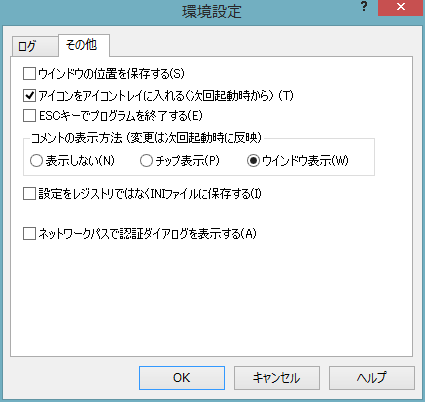 環境設定
? ×
ログ その他
ウインドウの位置を保存する(S)
アイコンをアイコントレイに入れる(次回起動時から) (T)
ESCキーでプログラムを終了する(E)
コメントの表示方法 (変更は次回起動時に反映)
表示しない(N) チップ表示(P) ウインドウ表示(W)
設定をレジストリではなくINIファイルに保存する(I)
ネットワークパスで認証ダイアログを表示する(A)
OK キャンセル ヘルプ